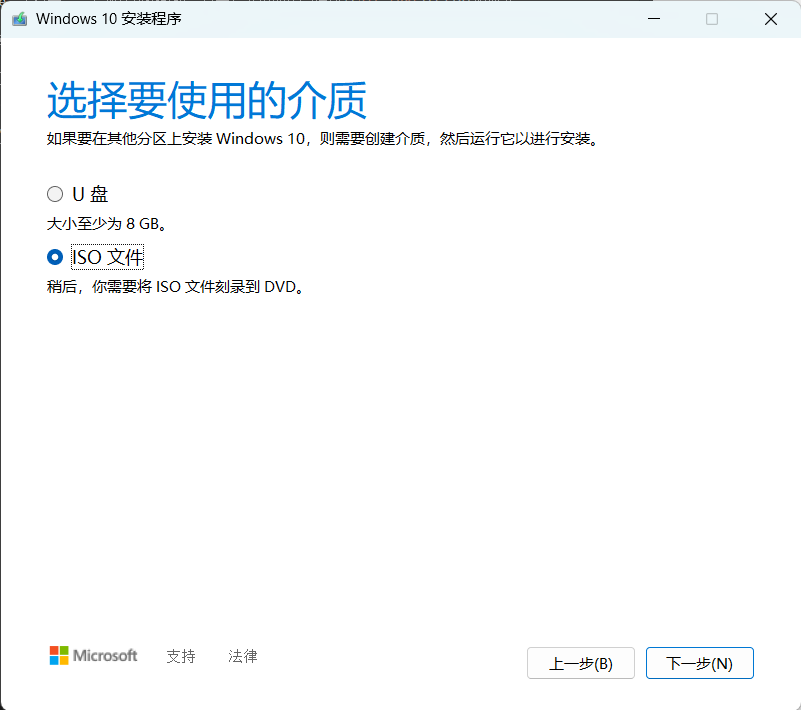 Windows 10 安装程序
选择要使用的介质
如果要在其他分区上安装 Windows 10，则需要创建介质，然后运行它以进行安装。
U 盘
大小至少为 8 GB。
ISO 文件
稍后，你需要将 ISO 文件刻录到 DVD。
Microsoft 支持 法律 上一步(B) 下一步(N)